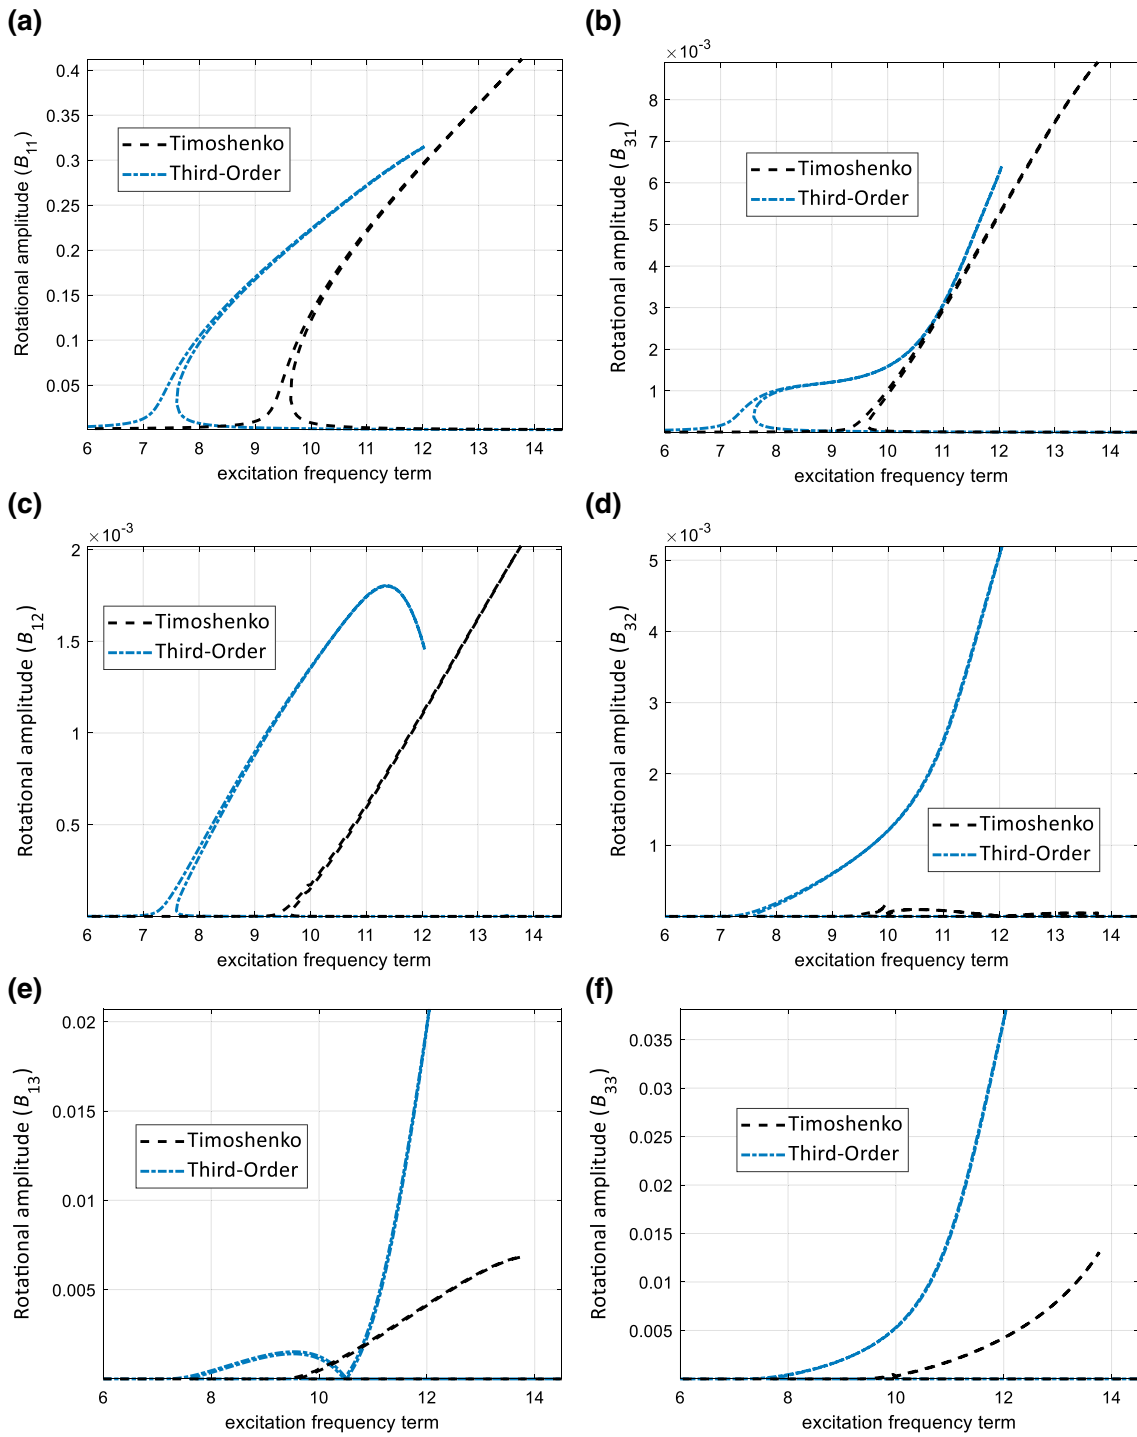 (a)
0.4
0.35
0.3
0.25
0.2
0.15
0.1
0.05
Rotational amplitude (B11)
Timoshenko
Third-Order
6 7 8 9 10 11 12 13 14
excitation frequency term
(b)
×10-3
8
7
6
5
4
3
2
1
Rotational amplitude (B31)
Timoshenko
Third-Order
6 7 8 9 10 11 12 13 14
excitation frequency term
(c)
×10-3
2
1.5
1
0.5
Rotational amplitude (B12)
Timoshenko
Third-Order
6 7 8 9 10 11 12 13 14
excitation frequency term
(d)
×10-3
5
4
3
2
1
0
Rotational amplitude (B32)
Timoshenko
Third-Order
6 7 8 9 10 11 12 13 14
excitation frequency term
(e)
0.02
0.015
0.01
0.005
Rotational amplitude (B13)
Timoshenko
Third-Order
6 8 10 12 14
excitation frequency term
(f)
0.035
0.03
0.025
0.02
0.015
0.01
0.005
Rotational amplitude (B33)
Timoshenko
Third-Order
6 8 10 12 14
excitation frequency term